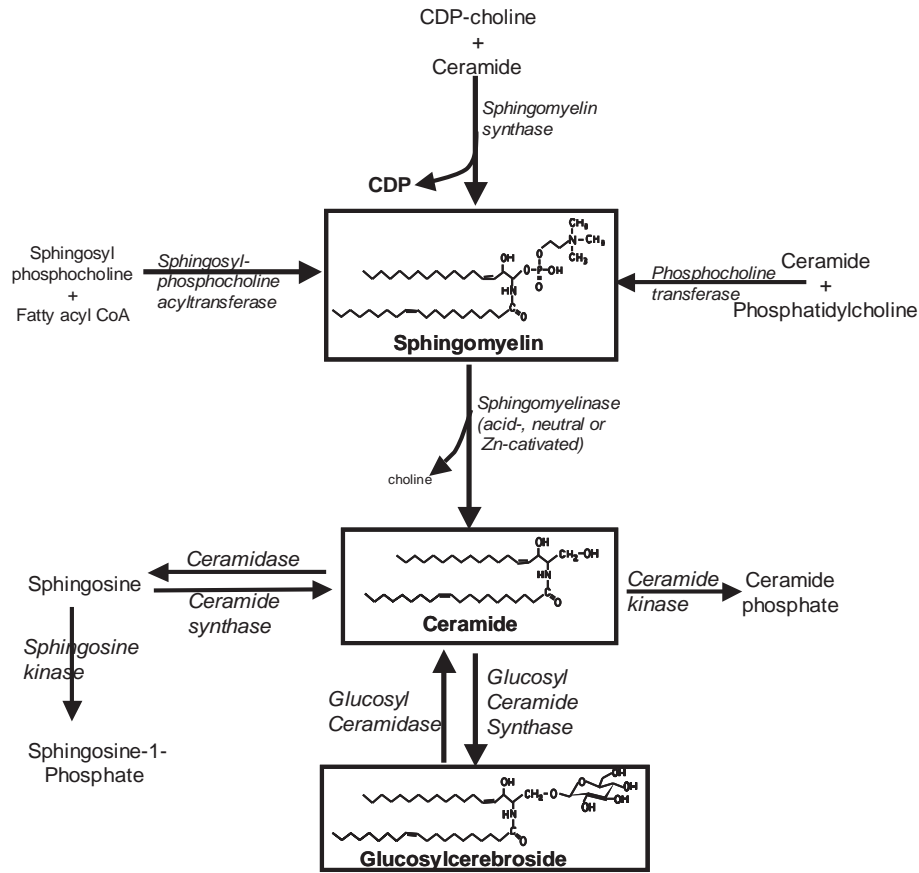 CDP-choline
+
Ceramide
Sphingomyelin
synthase
CDP
Sphingosyl
phosphocholine
+
Fatty acyl CoA
Sphingosyl-
phosphocholine
acyltransferase
OH
O
P
OH
O
O
N
CH3
CH3
CH3
HN
C
O
Sphingomyelin
Phosphocholine
transferase
Ceramide
+
Phosphatidylcholine
Sphingomyelinase
(acid-, neutral or
Zn-cativated)
choline
Sphingosine
Ceramidase
Ceramide
synthase
OH
CH2-OH
HN
C
O
Ceramide
Ceramide
kinase
Ceramide
phosphate
Sphingosine
kinase
Sphingosine-1-
Phosphate
Glucosyl
Ceramidase
Glucosyl
Ceramide
Synthase
OH
CH2-O
HN
C
O
O
OH
OH
OH
OH
Glucosylcerebroside